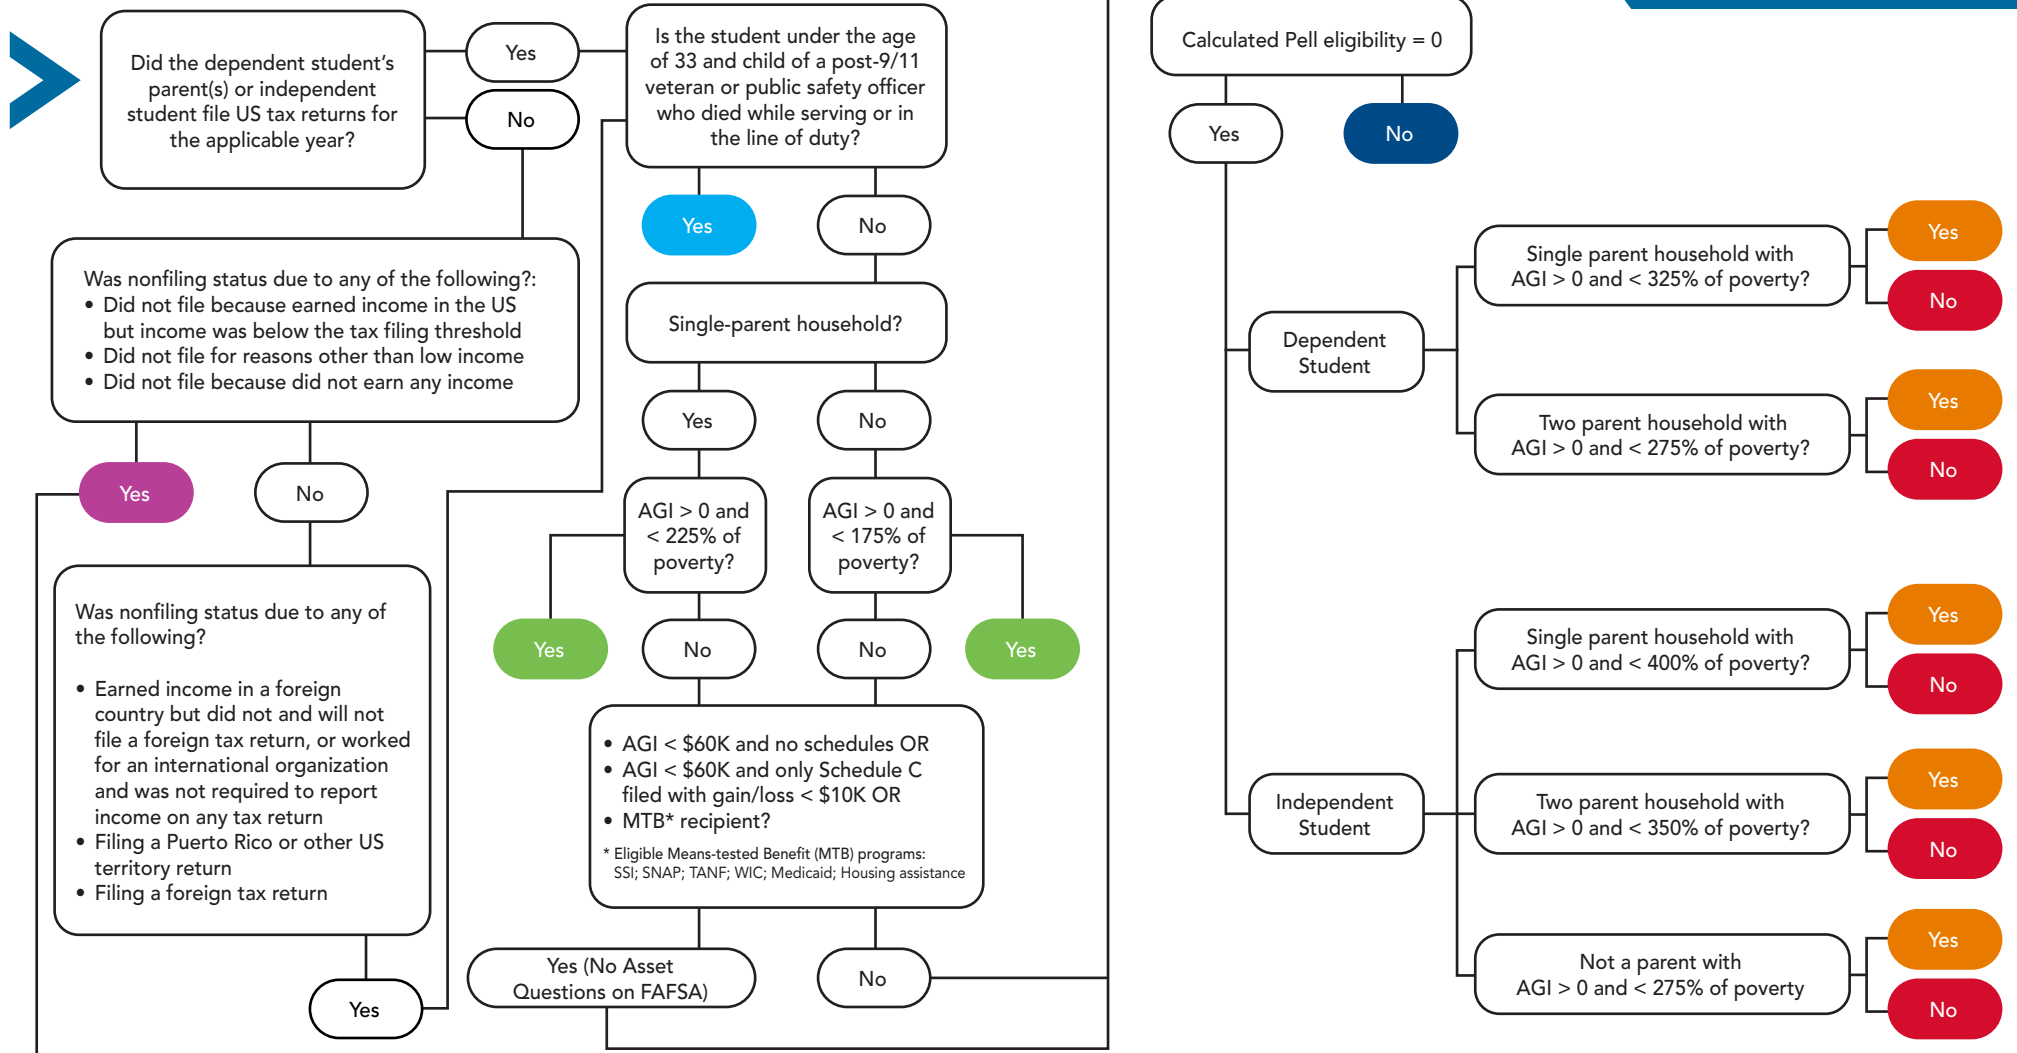 Did the dependent student's
parent(s) or independent
student file US tax returns for
the applicable year?
Yes
No
Is the student under the age
of 33 and child of a post-9/11
veteran or public safety officer
who died while serving or in
the line of duty?
Yes
No
Was nonfiling status due to any of the following?:
• Did not file because earned income in the US
but income was below the tax filing threshold
• Did not file for reasons other than low income
• Did not file because did not earn any income
Yes
No
Was nonfiling status due to any of
the following?
• Earned income in a foreign
country but did not and will not
file a foreign tax return, or worked
for an international organization
and was not required to report
income on any tax return
• Filing a Puerto Rico or other US
territory return
• Filing a foreign tax return
Yes
Single-parent household?
Yes
No
AGI > 0 and
< 225% of
poverty?
AGI > 0 and
< 175% of
poverty?
Yes
No
No
Yes
• AGI < $60K and no schedules OR
• AGI < $60K and only Schedule C
filed with gain/loss < $10K OR
• MTB* recipient?
* Eligible Means-tested Benefit (MTB) programs:
SSI; SNAP; TANF; WIC; Medicaid; Housing assistance
Yes (No Asset
Questions on FAFSA)
No
Calculated Pell eligibility = 0
Yes
No
Dependent
Student
Single parent household with
AGI > 0 and < 325% of poverty?
Yes
No
Two parent household with
AGI > 0 and < 275% of poverty?
Yes
No
Independent
Student
Single parent household with
AGI > 0 and < 400% of poverty?
Yes
No
Two parent household with
AGI > 0 and < 350% of poverty?
Yes
No
Not a parent with
AGI > 0 and < 275% of poverty
Yes
No